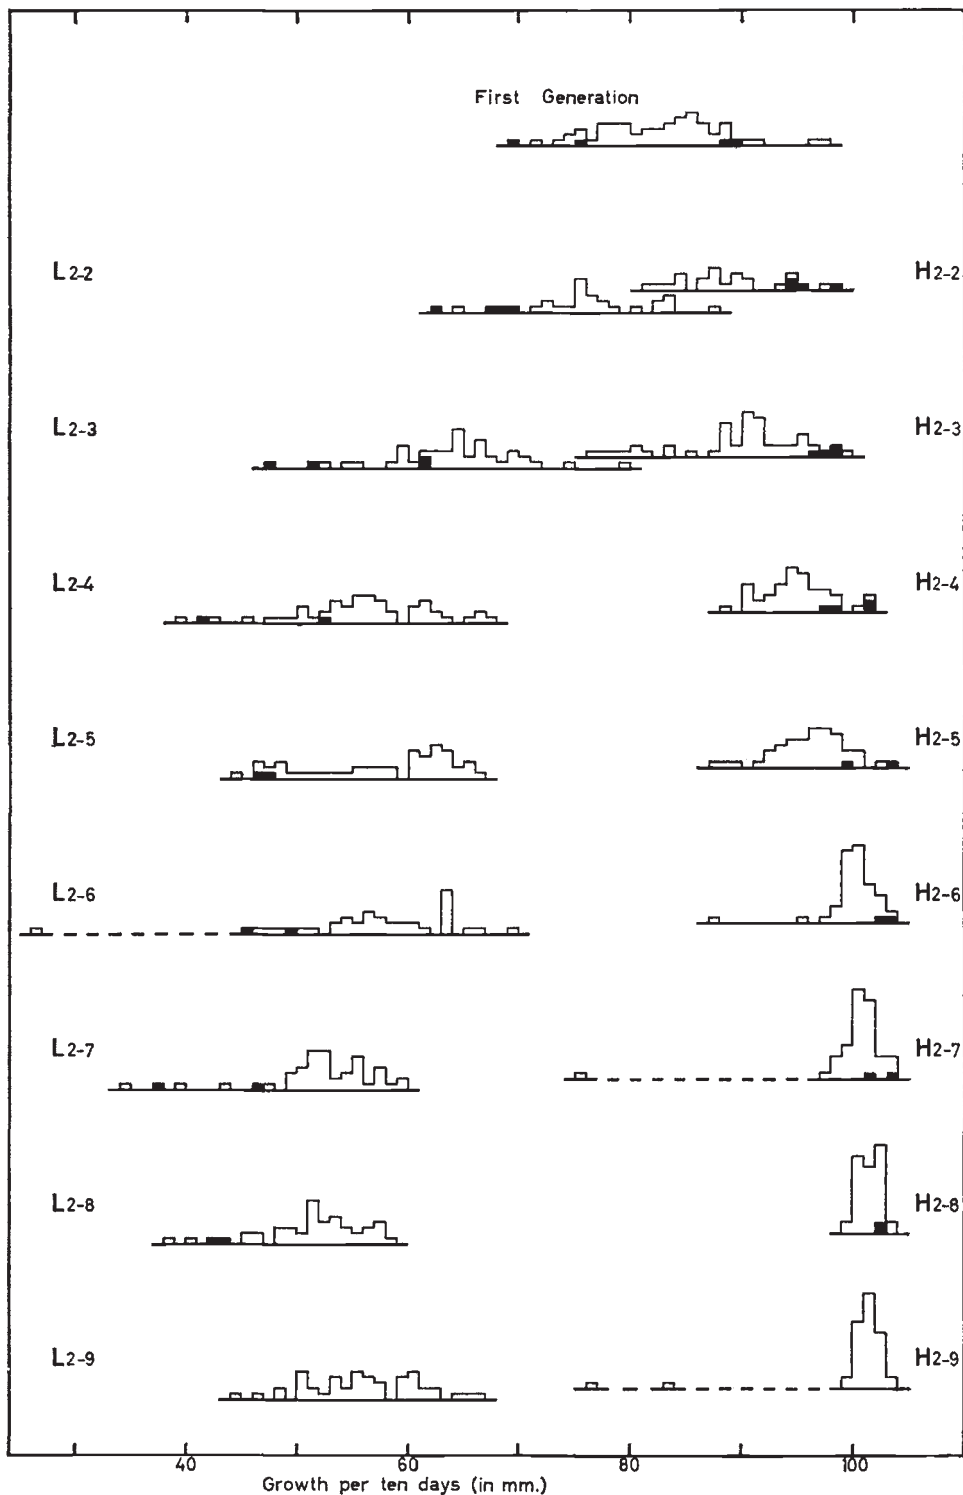 First Generation
L2-2 H2-2
L2-3 H2-3
L2-4 H2-4
L2-5 H2-5
L2-6 H2-6
L2-7 H2-7
L2-8 H2-8
L2-9 H2-9
40 60 80 100
Growth per ten days (in mm.)